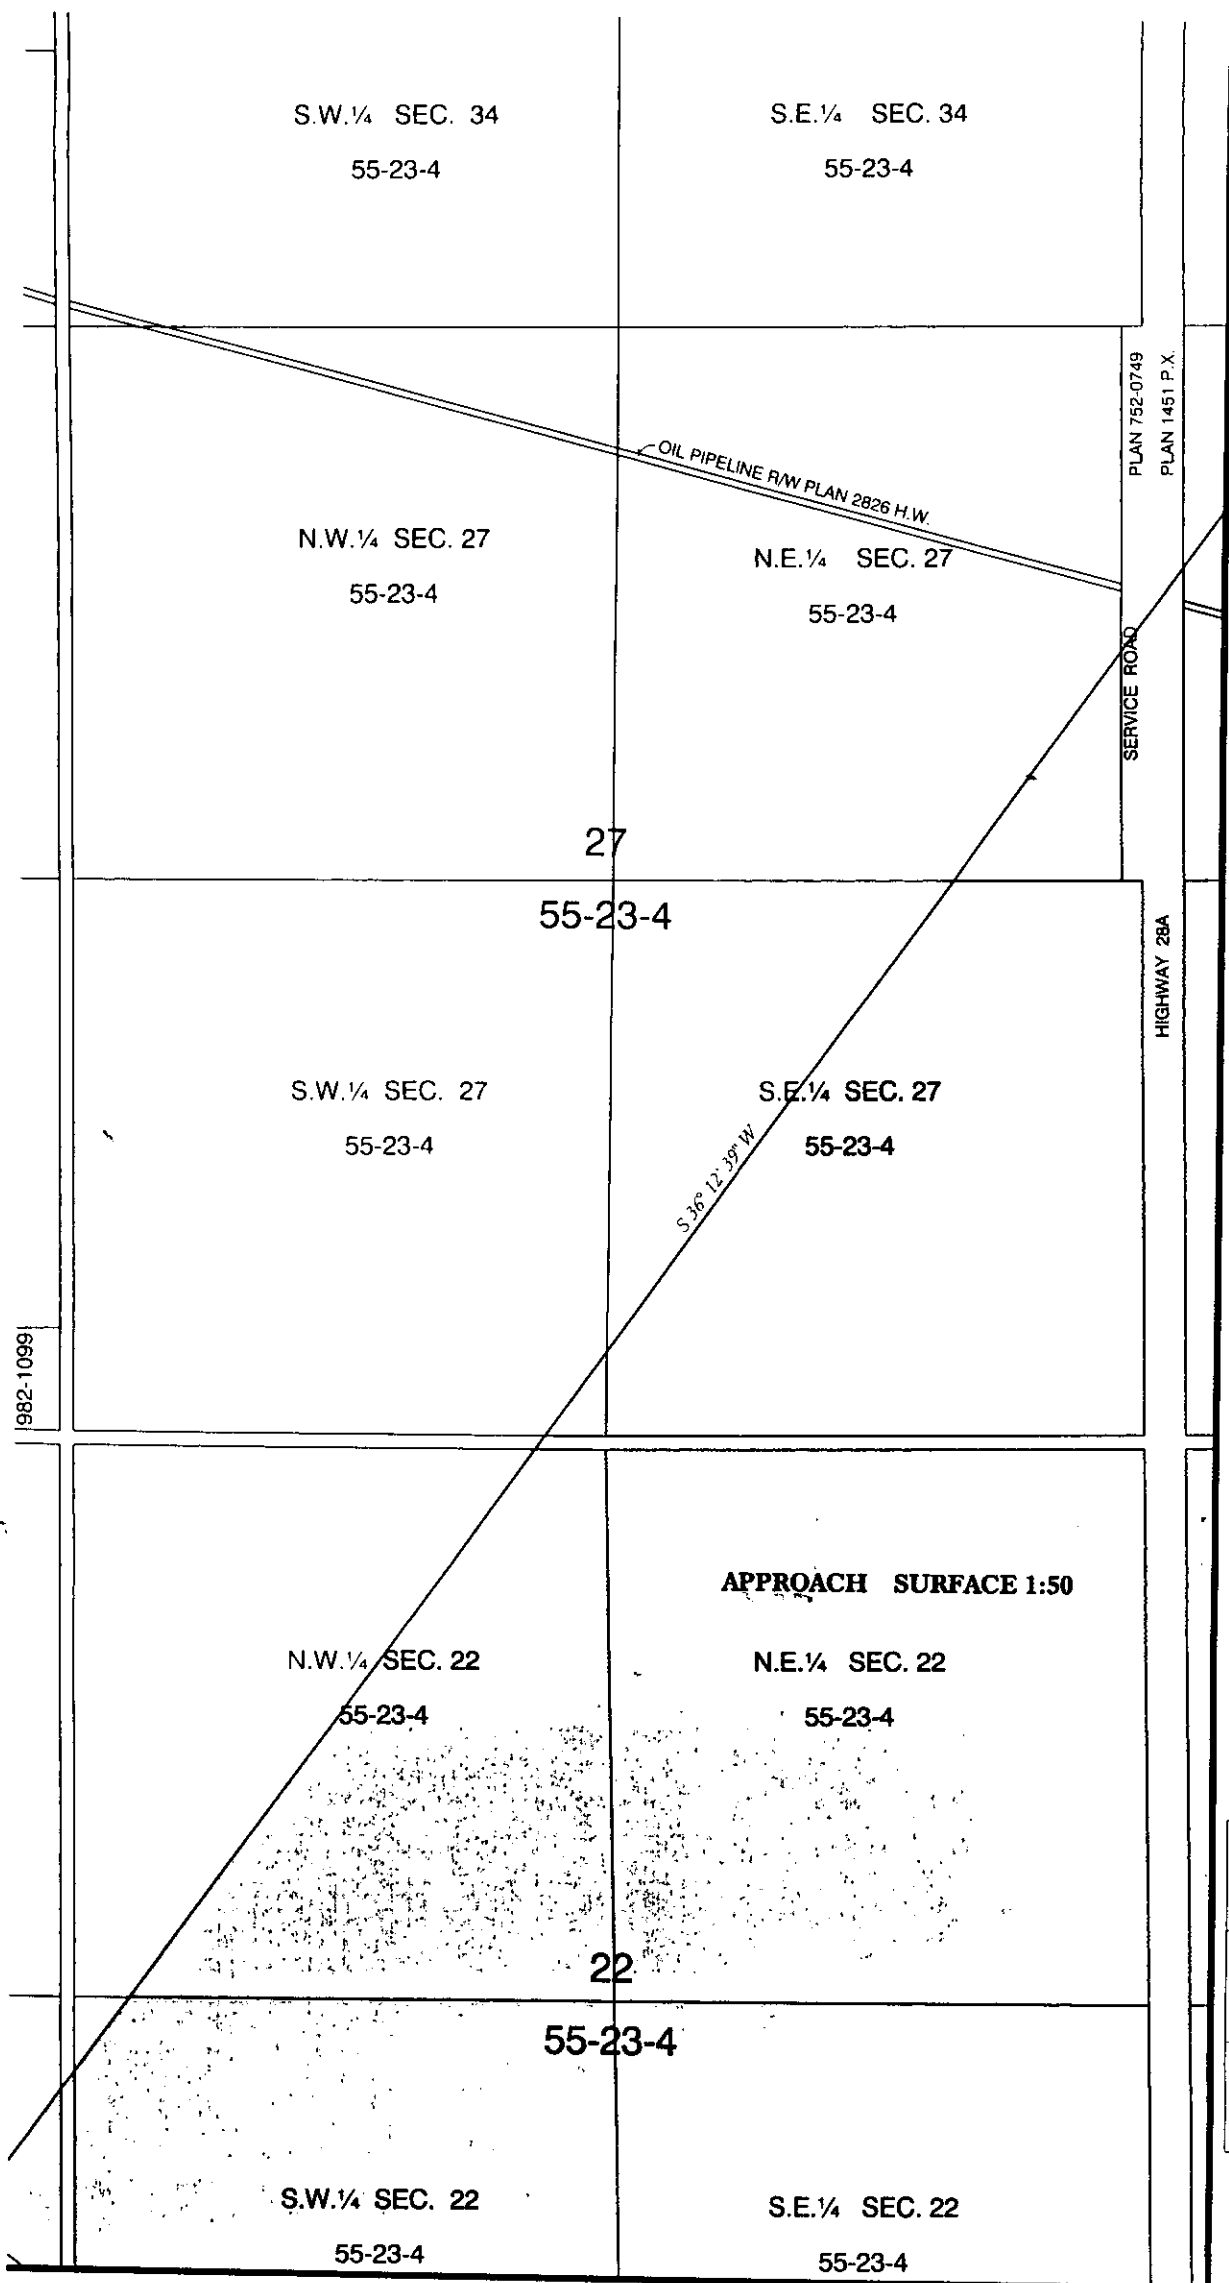 S.W.¼ SEC. 34
55-23-4
S.E.¼ SEC. 34
55-23-4
PLAN 752-0749
PLAN 1451 P.X.
OIL PIPELINE R/W PLAN 2826 H.W.
N.W.¼ SEC. 27
55-23-4
N.E.¼ SEC. 27
55-23-4
SERVICE ROAD
27
55-23-4
HIGHWAY 28A
S.W.¼ SEC. 27
55-23-4
S.E.¼ SEC. 27
55-23-4
S 36° 12' 39" W
982-1099
APPROACH SURFACE 1:50
N.W.¼ SEC. 22
55-23-4
N.E.¼ SEC. 22
55-23-4
22
55-23-4
S.W.¼ SEC. 22
55-23-4
S.E.¼ SEC. 22
55-23-4